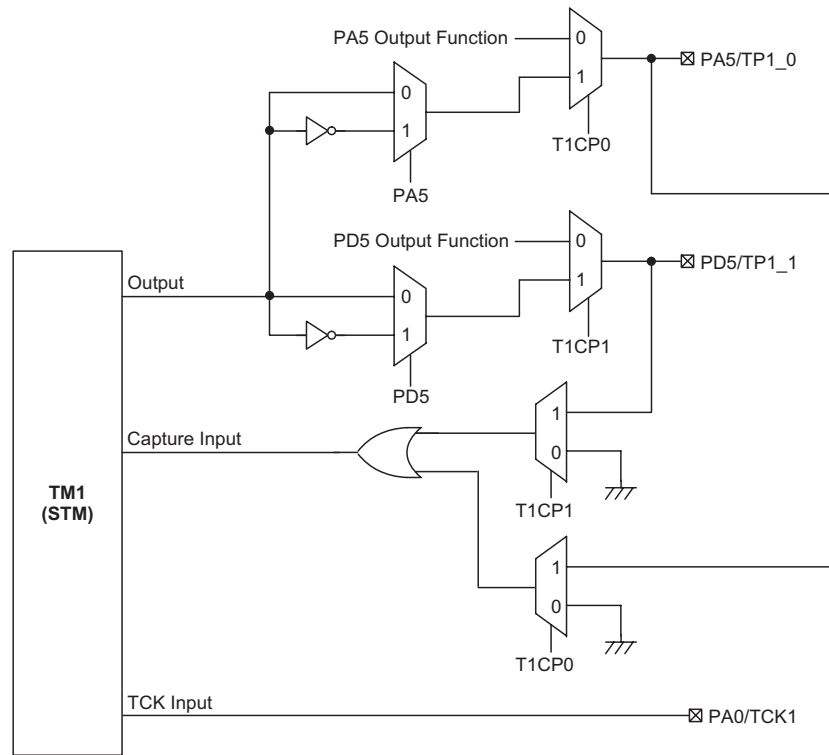 PA5 Output Function
0
PA5/TP1_0
1
0
1
T1CP0
PA5
PD5 Output Function
0
PD5/TP1_1
Output
1
0
1
T1CP1
PD5
1
Capture Input
0
TM1
(STM)
T1CP1
1
0
T1CP0
TCK Input
PA0/TCK1